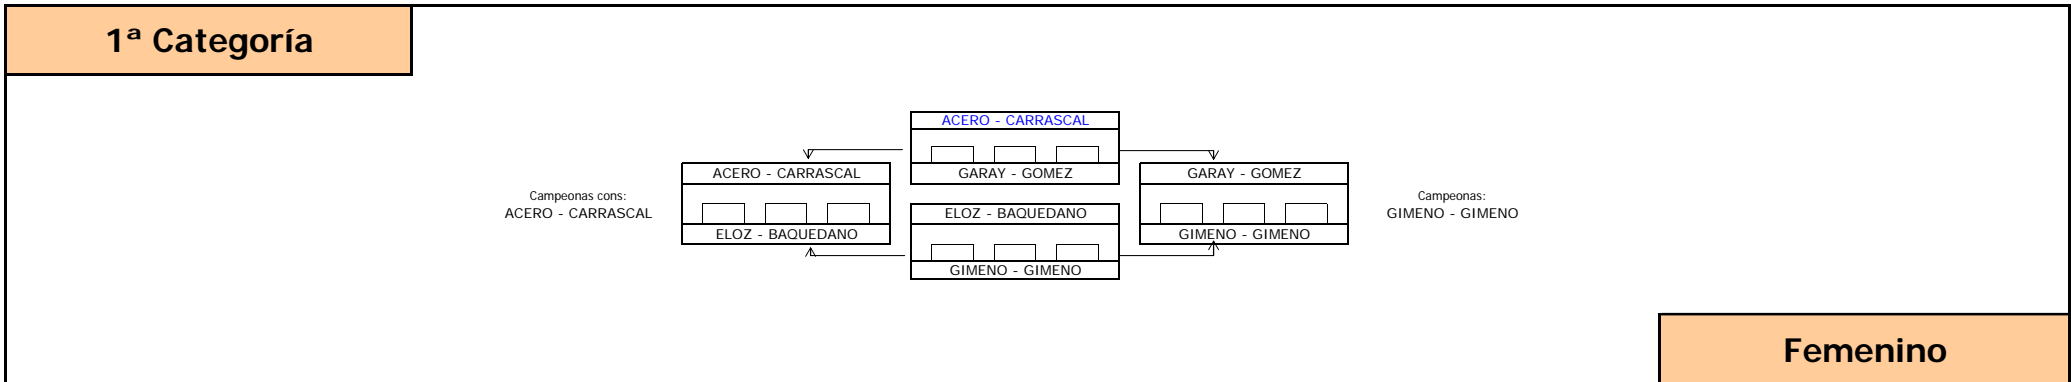 1ª Categoría
ACERO - CARRASCAL
ACERO - CARRASCAL
GARAY - GOMEZ
GARAY - GOMEZ
Campeonas cons:
Campeonas:
ACERO - CARRASCAL
ELOZ - BAQUEDANO
GIMENO - GIMENO
ELOZ - BAQUEDANO
GIMENO - GIMENO
GIMENO - GIMENO
Femenino